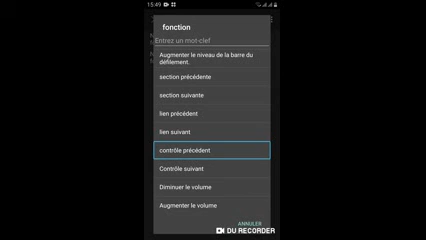 15:49
fonction
Entrez un mot-clef
Augmenter le niveau de la barre du
défilement.
section précédente
section suivante
lien précédent
lien suivant
contrôle précédent
Contrôle suivant
Diminuer le volume
Augmenter le volume
ANNULER
DU RECORDER